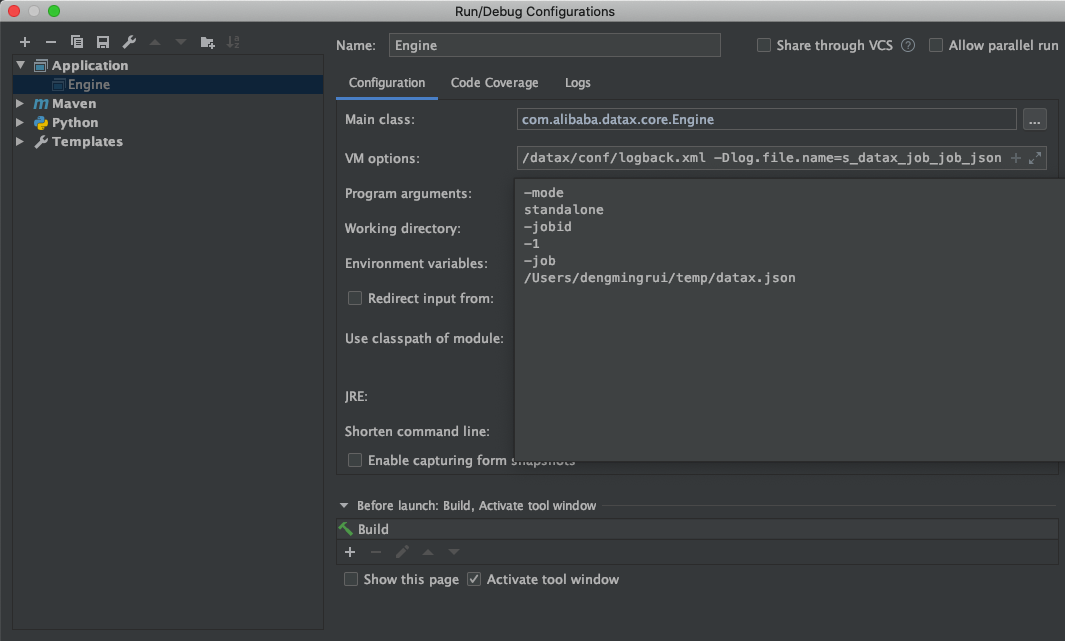 Run/Debug Configurations
Name: Engine
Share through VCS ?
Allow parallel run
Application
Engine
Maven
Python
Templates
Configuration Code Coverage Logs
Main class: com.alibaba.datax.core.Engine ...
VM options: /datax/conf/logback.xml -Dlog.file.name=s_datax_job_job_json
Program arguments:
-mode
standalone
-jobid
-1
-job
/Users/dengmingrui/temp/datax.json
Working directory:
Environment variables:
Redirect input from:
Use classpath of module:
JRE:
Shorten command line:
Enable capturing form snapshots
Before launch: Build, Activate tool window
Build
Show this page Activate tool window